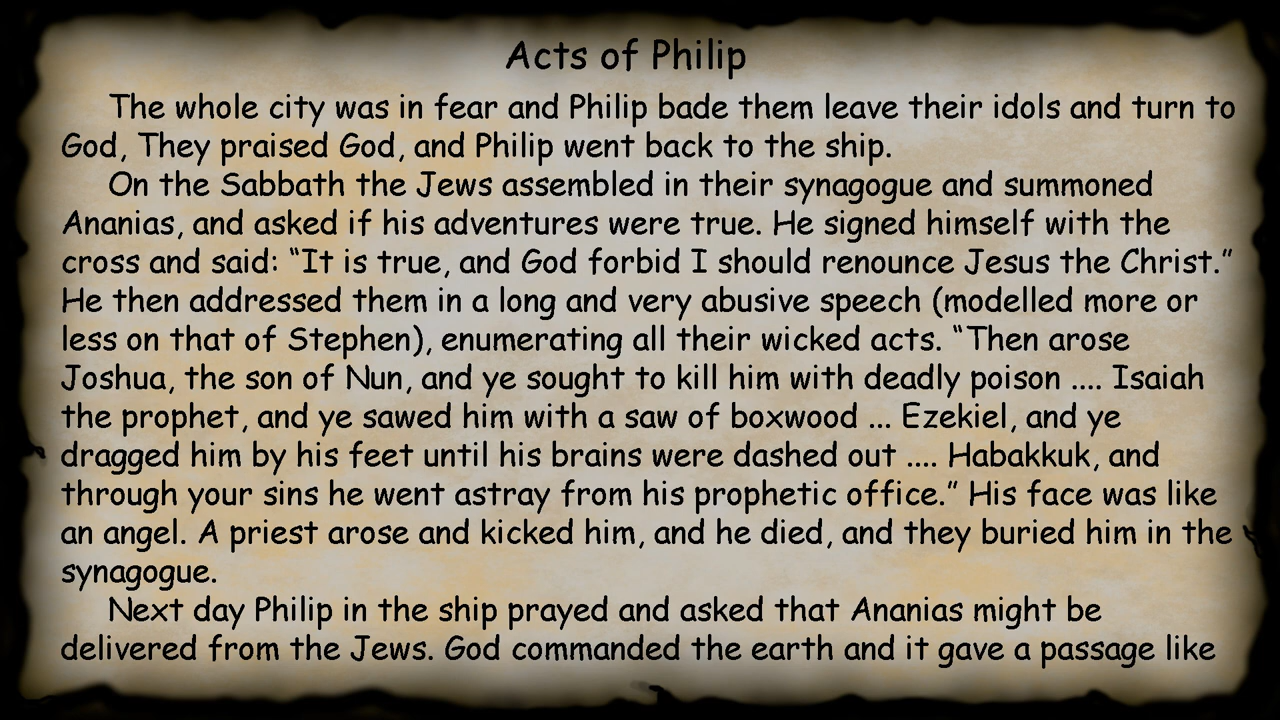 Acts of Philip
The whole city was in fear and Philip bade them leave their idols and turn to
God, They praised God, and Philip went back to the ship.
On the Sabbath the Jews assembled in their synagogue and summoned
Ananias, and asked if his adventures were true. He signed himself with the
cross and said: “It is true, and God forbid I should renounce Jesus the Christ.”
He then addressed them in a long and very abusive speech (modelled more or
less on that of Stephen), enumerating all their wicked acts. “Then arose
Joshua, the son of Nun, and ye sought to kill him with deadly poison .... Isaiah
the prophet, and ye sawed him with a saw of boxwood ... Ezekiel, and ye
dragged him by his feet until his brains were dashed out .... Habakkuk, and
through your sins he went astray from his prophetic office.” His face was like
an angel. A priest arose and kicked him, and he died, and they buried him in the
synagogue.
Next day Philip in the ship prayed and asked that Ananias might be
delivered from the Jews. God commanded the earth and it gave a passage like